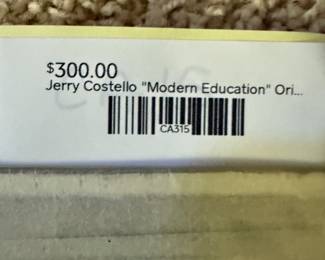 $300.00
Jerry Costello "Modern Education" Ori...
CA315